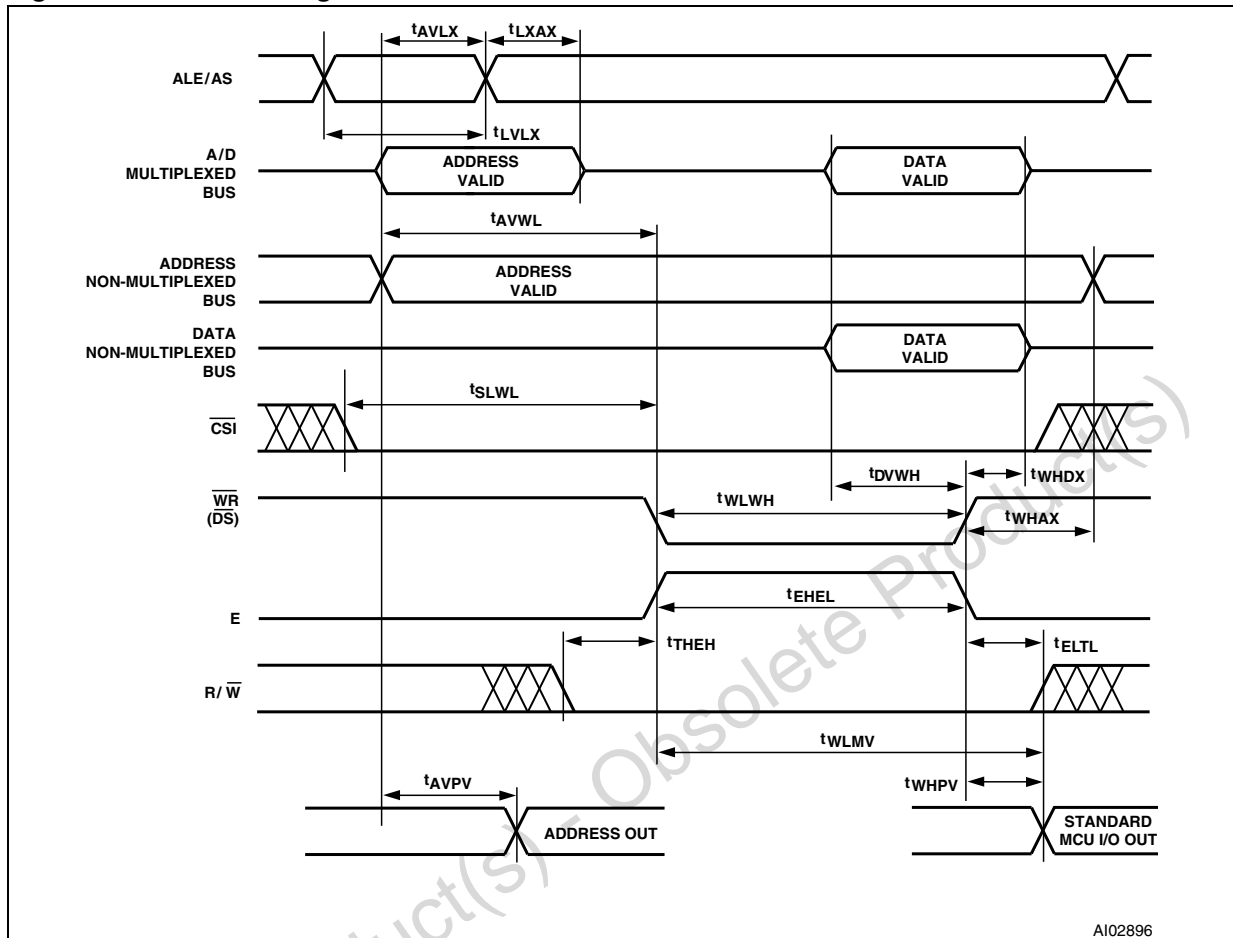 tAVLX
tLXAX
ALE/AS
tLVLX
A/D
MULTIPLEXED
BUS
ADDRESS
VALID
DATA
VALID
tAVWL
ADDRESS
NON-MULTIPLEXED
BUS
ADDRESS
VALID
DATA
NON-MULTIPLEXED
BUS
DATA
VALID
tSLWL
CSI
tDVWH
tWHDX
WR
(DS)
tWLWH
tWHAX
E
tEHEL
tTHEH
tELTL
R/ W
tWLMV
tAVPV
tWHPV
ADDRESS OUT
STANDARD
MCU I/O OUT
AI02896
duct(s) - Obsolete Product(s)